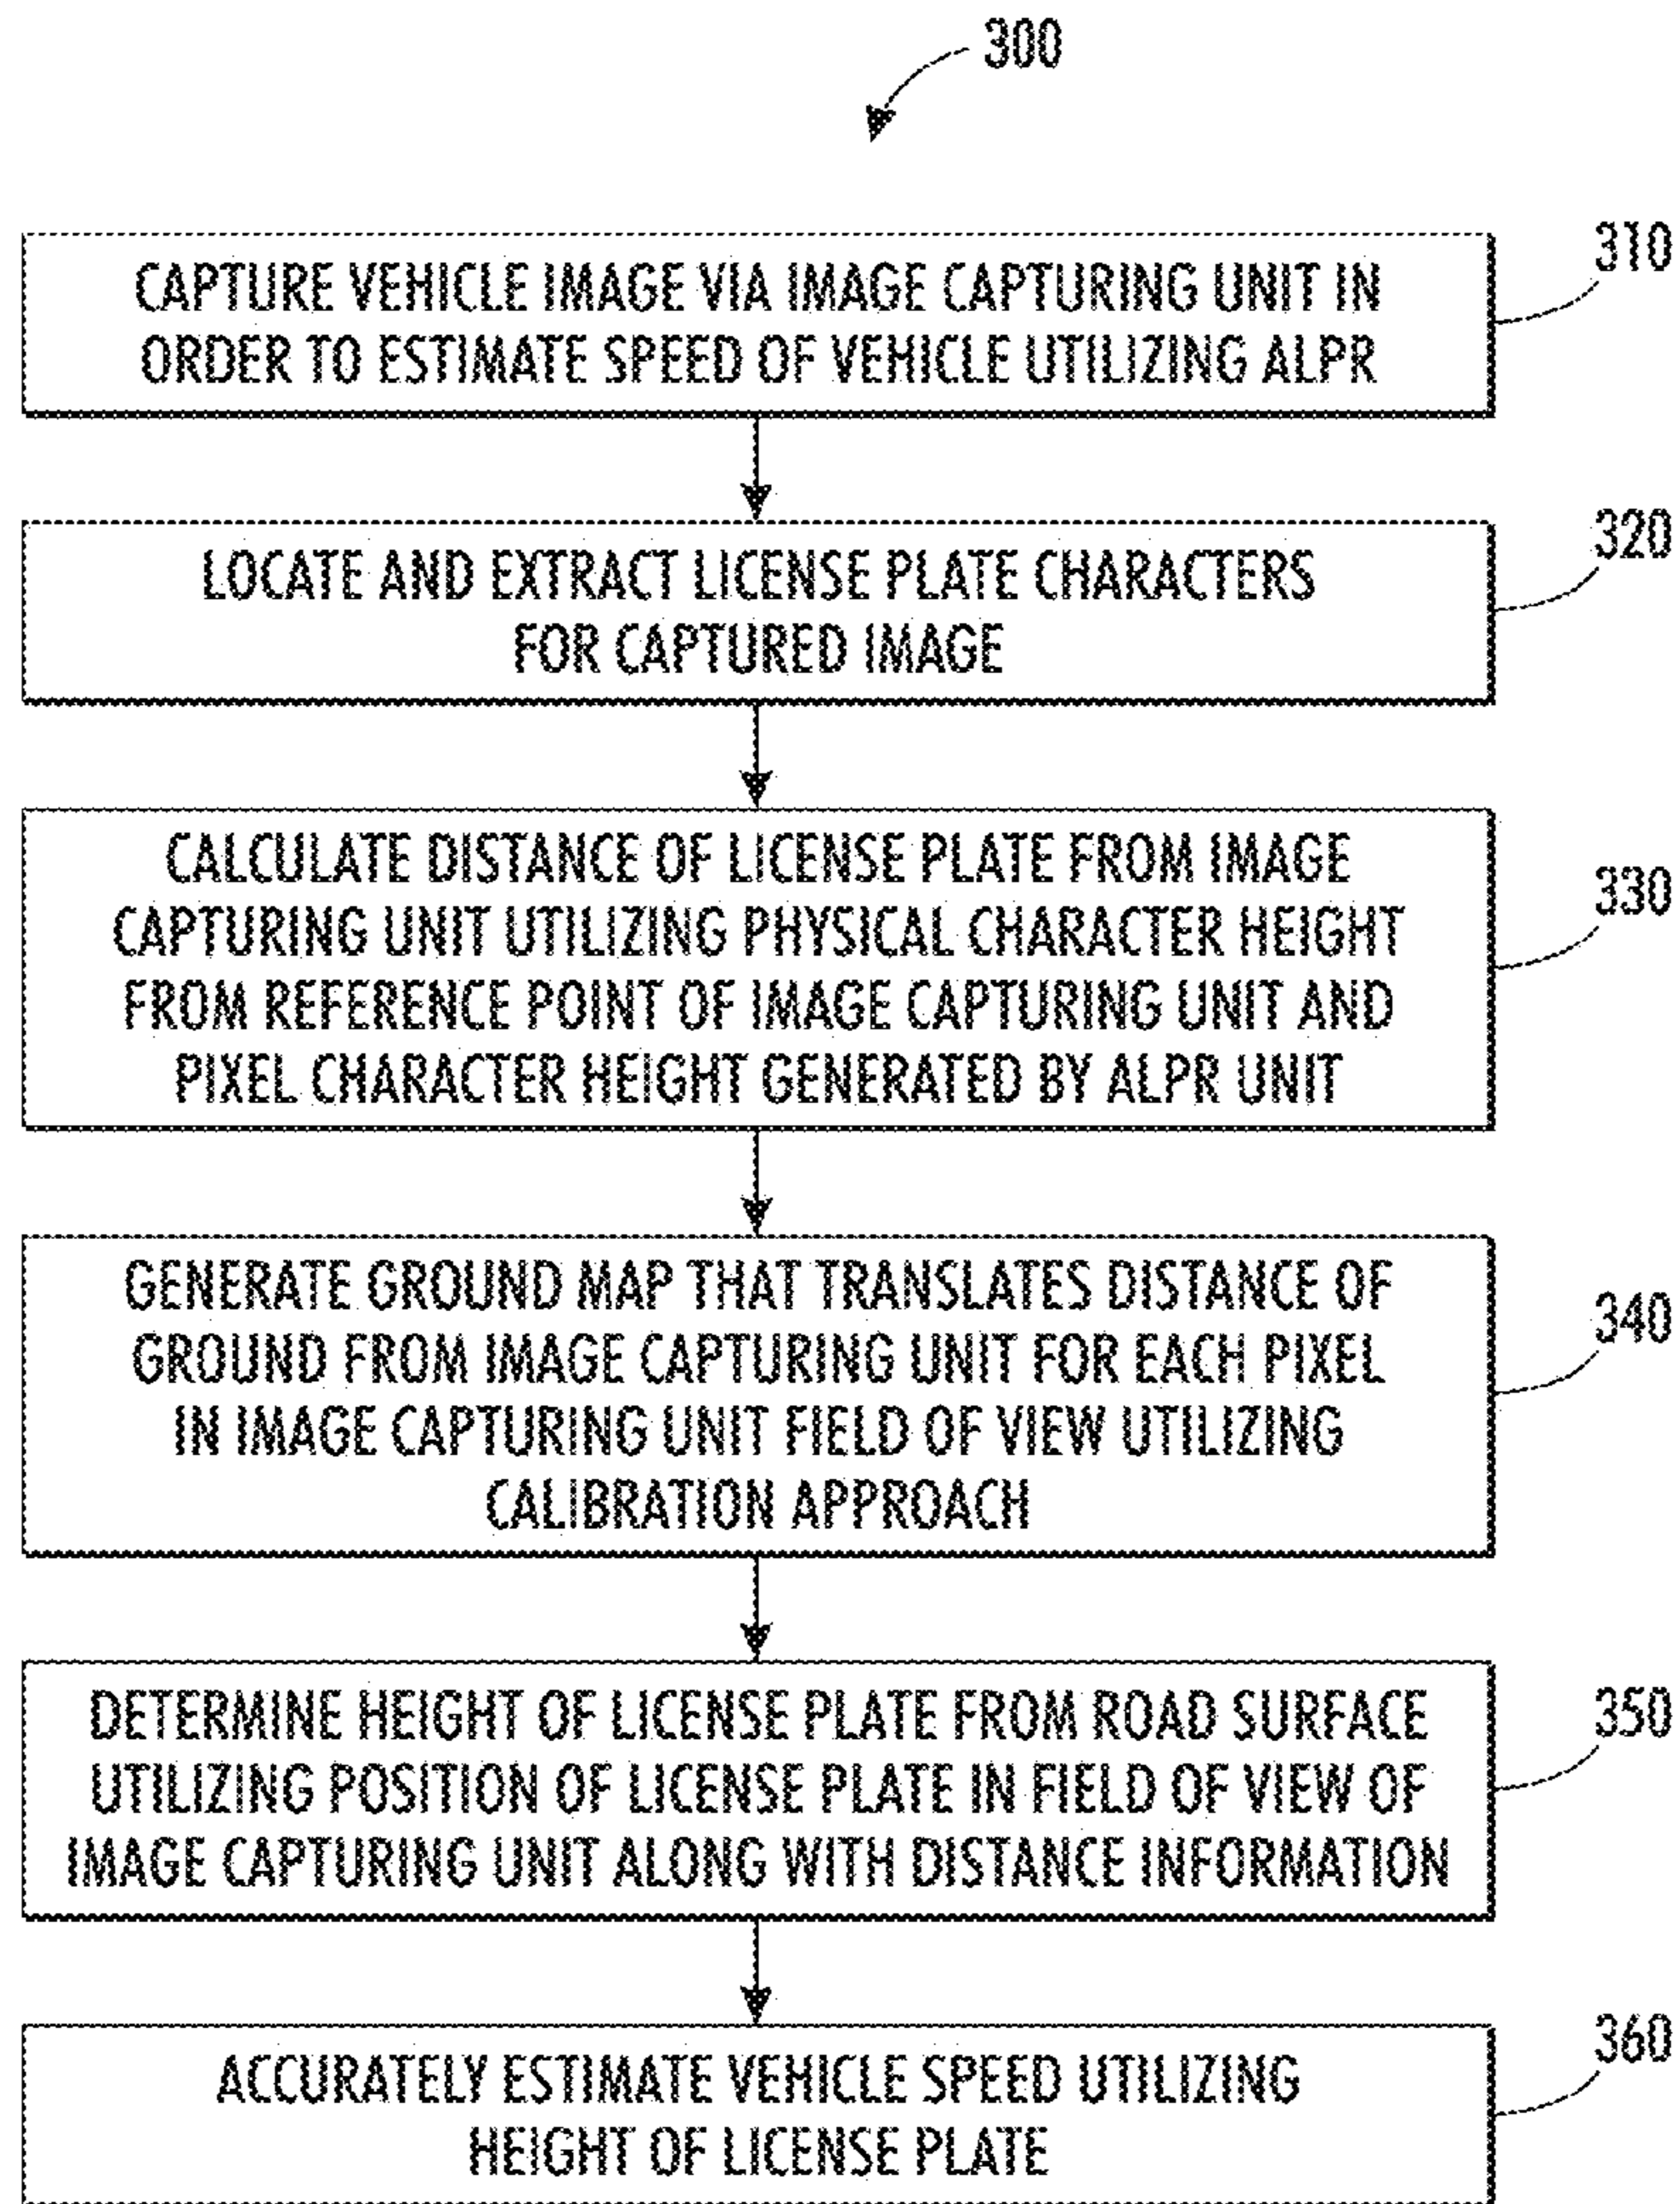 300
310
CAPTURE VEHICLE IMAGE VIA IMAGE CAPTURING UNIT IN
ORDER TO ESTIMATE SPEED OF VEHICLE UTILIZING ALPR
320
LOCATE AND EXTRACT LICENSE PLATE CHARACTERS
FOR CAPTURED IMAGE
330
CALCULATE DISTANCE OF LICENSE PLATE FROM IMAGE
CAPTURING UNIT UTILIZING PHYSICAL CHARACTER HEIGHT
FROM REFERENCE POINT OF IMAGE CAPTURING UNIT AND
PIXEL CHARACTER HEIGHT GENERATED BY ALPR UNIT
340
GENERATE GROUND MAP THAT TRANSLATES DISTANCE OF
GROUND FROM IMAGE CAPTURING UNIT FOR EACH PIXEL
IN IMAGE CAPTURING UNIT FIELD OF VIEW UTILIZING
CALIBRATION APPROACH
350
DETERMINE HEIGHT OF LICENSE PLATE FROM ROAD SURFACE
UTILIZING POSITION OF LICENSE PLATE IN FIELD OF VIEW OF
IMAGE CAPTURING UNIT ALONG WITH DISTANCE INFORMATION
360
ACCURATELY ESTIMATE VEHICLE SPEED UTILIZING
HEIGHT OF LICENSE PLATE